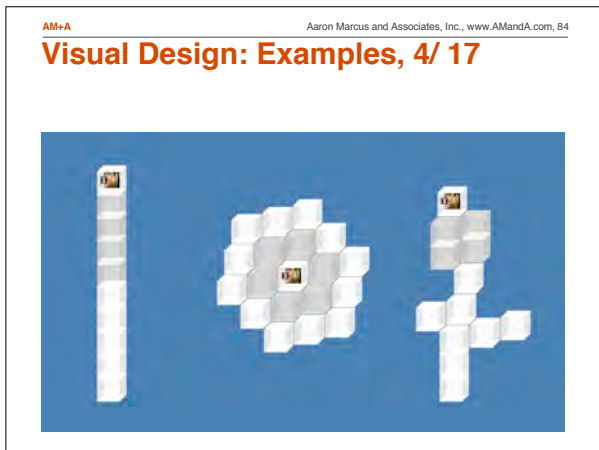 AM+A
Aaron Marcus and Associates, Inc., www.AMandA.com, 84
Visual Design: Examples, 4/ 17